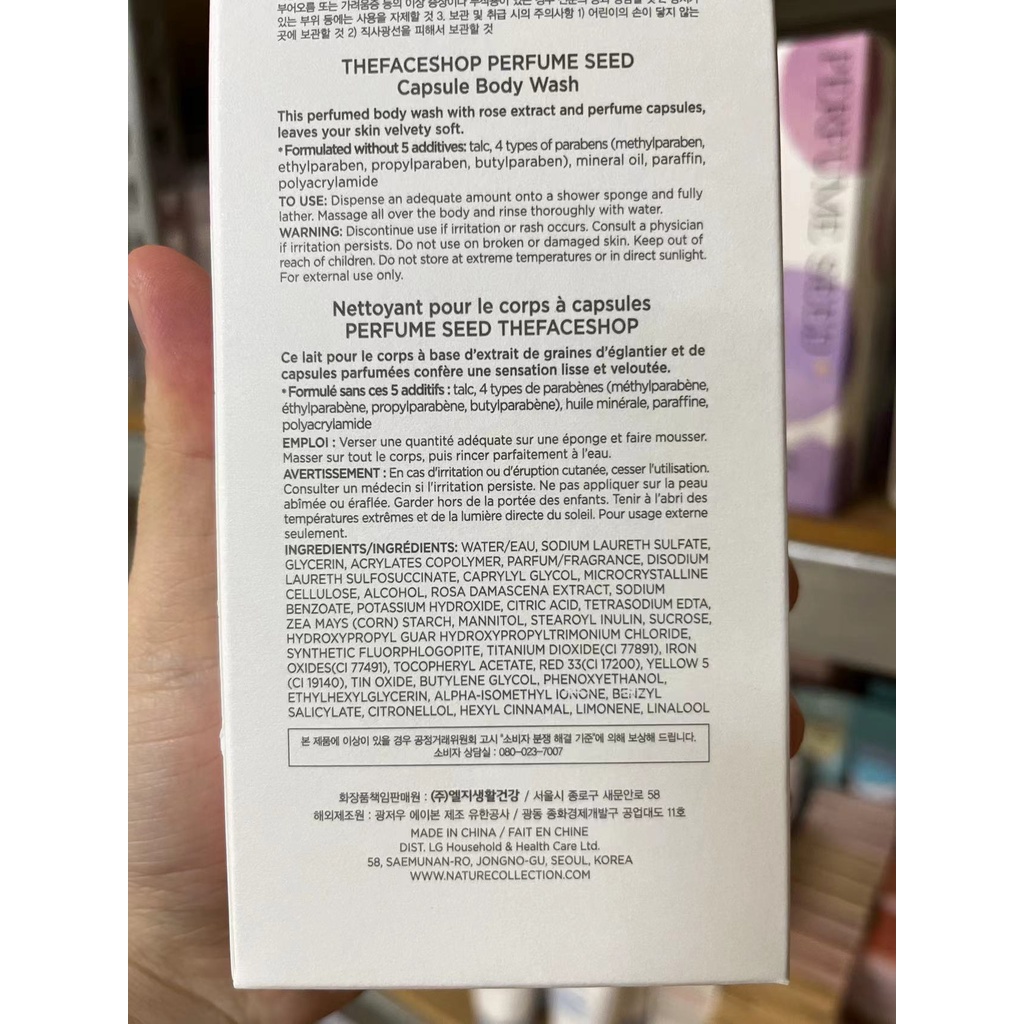 부어오름 또는 가려움증 등의 이상 증상이나 부작용이 있는 경우 전문의 등과 상담할 것
있는 부위 등에는 사용을 자제할 것 3. 보관 및 취급 시의 주의사항 1) 어린이의 손이 닿지 않는
곳에 보관할 것 2) 직사광선을 피해서 보관할 것
THEFACESHOP PERFUME SEED
Capsule Body Wash
This perfumed body wash with rose extract and perfume capsules,
leaves your skin velvety soft.
*Formulated without 5 additives: talc, 4 types of parabens (methylparaben,
ethylparaben, propylparaben, butylparaben), mineral oil, paraffin,
polyacrylamide
TO USE: Dispense an adequate amount onto a shower sponge and fully
lather. Massage all over the body and rinse thoroughly with water.
WARNING: Discontinue use if irritation or rash occurs. Consult a physician
if irritation persists. Do not use on broken or damaged skin. Keep out of
reach of children. Do not store at extreme temperatures or in direct sunlight.
For external use only.
Nettoyant pour le corps à capsules
PERFUME SEED THEFACESHOP
Ce lait pour le corps à base d'extrait de graines d'églantier et de
capsules parfumées confère une sensation lisse et veloutée.
*Formulé sans ces 5 additifs : talc, 4 types de parabènes (méthylparabène,
éthylparabène, propylparabène, butylparabène), huile minérale, paraffine,
polyacrylamide
EMPLOI : Verser une quantité adéquate sur une éponge et faire mousser.
Masser sur tout le corps, puis rincer parfaitement à l'eau.
AVERTISSEMENT : En cas d'irritation ou d'éruption cutanée, cesser l'utilisation.
Consulter un médecin si l'irritation persiste. Ne pas appliquer sur la peau
abîmée ou éraflée. Garder hors de la portée des enfants. Tenir à l'abri des
températures extrêmes et de la lumière directe du soleil. Pour usage externe
seulement.
INGREDIENTS/INGRÉDIENTS: WATER/EAU, SODIUM LAURETH SULFATE,
GLYCERIN, ACRYLATES COPOLYMER, PARFUM/FRAGRANCE, DISODIUM
LAURETH SULFOSUCCINATE, CAPRYLYL GLYCOL, MICROCRYSTALLINE
CELLULOSE, ALCOHOL, ROSA DAMASCENA EXTRACT, SODIUM
BENZOATE, POTASSIUM HYDROXIDE, CITRIC ACID, TETRASODIUM EDTA,
ZEA MAYS (CORN) STARCH, MANNITOL, STEAROYL INULIN, SUCROSE,
HYDROXYPROPYL GUAR HYDROXYPROPYLTRIMONIUM CHLORIDE,
SYNTHETIC FLUORPHLOGOPITE, TITANIUM DIOXIDE(CI 77891), IRON
OXIDES(CI 77491), TOCOPHERYL ACETATE, RED 33(CI 17200), YELLOW 5
(CI 19140), TIN OXIDE, BUTYLENE GLYCOL, PHENOXYETHANOL,
ETHYLHEXYLGLYCERIN, ALPHA-ISOMETHYL IONONE, BENZYL
SALICYLATE, CITRONELLOL, HEXYL CINNAMAL, LIMONENE, LINALOOL
본 제품에 이상이 있을 경우 공정거래위원회 고시 "소비자 분쟁 해결 기준"에 의해 보상해 드립니다.
소비자 상담실 : 080-023-7007
화장품책임판매원 : (주)엘지생활건강 / 서울시 종로구 새문안로 58
해외제조원 : 광저우 에이본 제조 유한공사 / 광동 종화경제개발구 공업대도 11호
MADE IN CHINA / FAIT EN CHINE
DIST. LG Household & Health Care Ltd.
58, SAEMUNAN-RO, JONGNO-GU, SEOUL, KOREA
WWW.NATURECOLLECTION.COM
PERFUME SEED